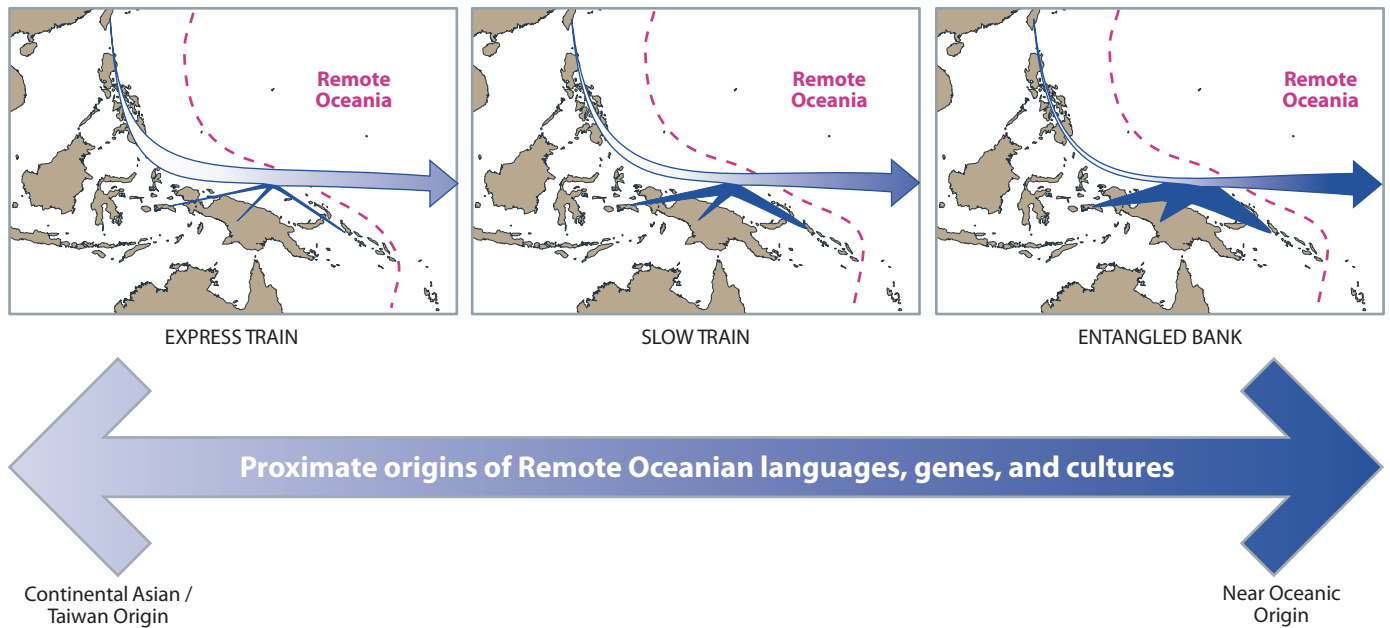 Remote
Oceania
Remote
Oceania
Remote
Oceania
EXPRESS TRAIN
SLOW TRAIN
ENTANGLED BANK
Proximate origins of Remote Oceanian languages, genes, and cultures
Continental Asian /
Taiwan Origin
Near Oceanic
Origin